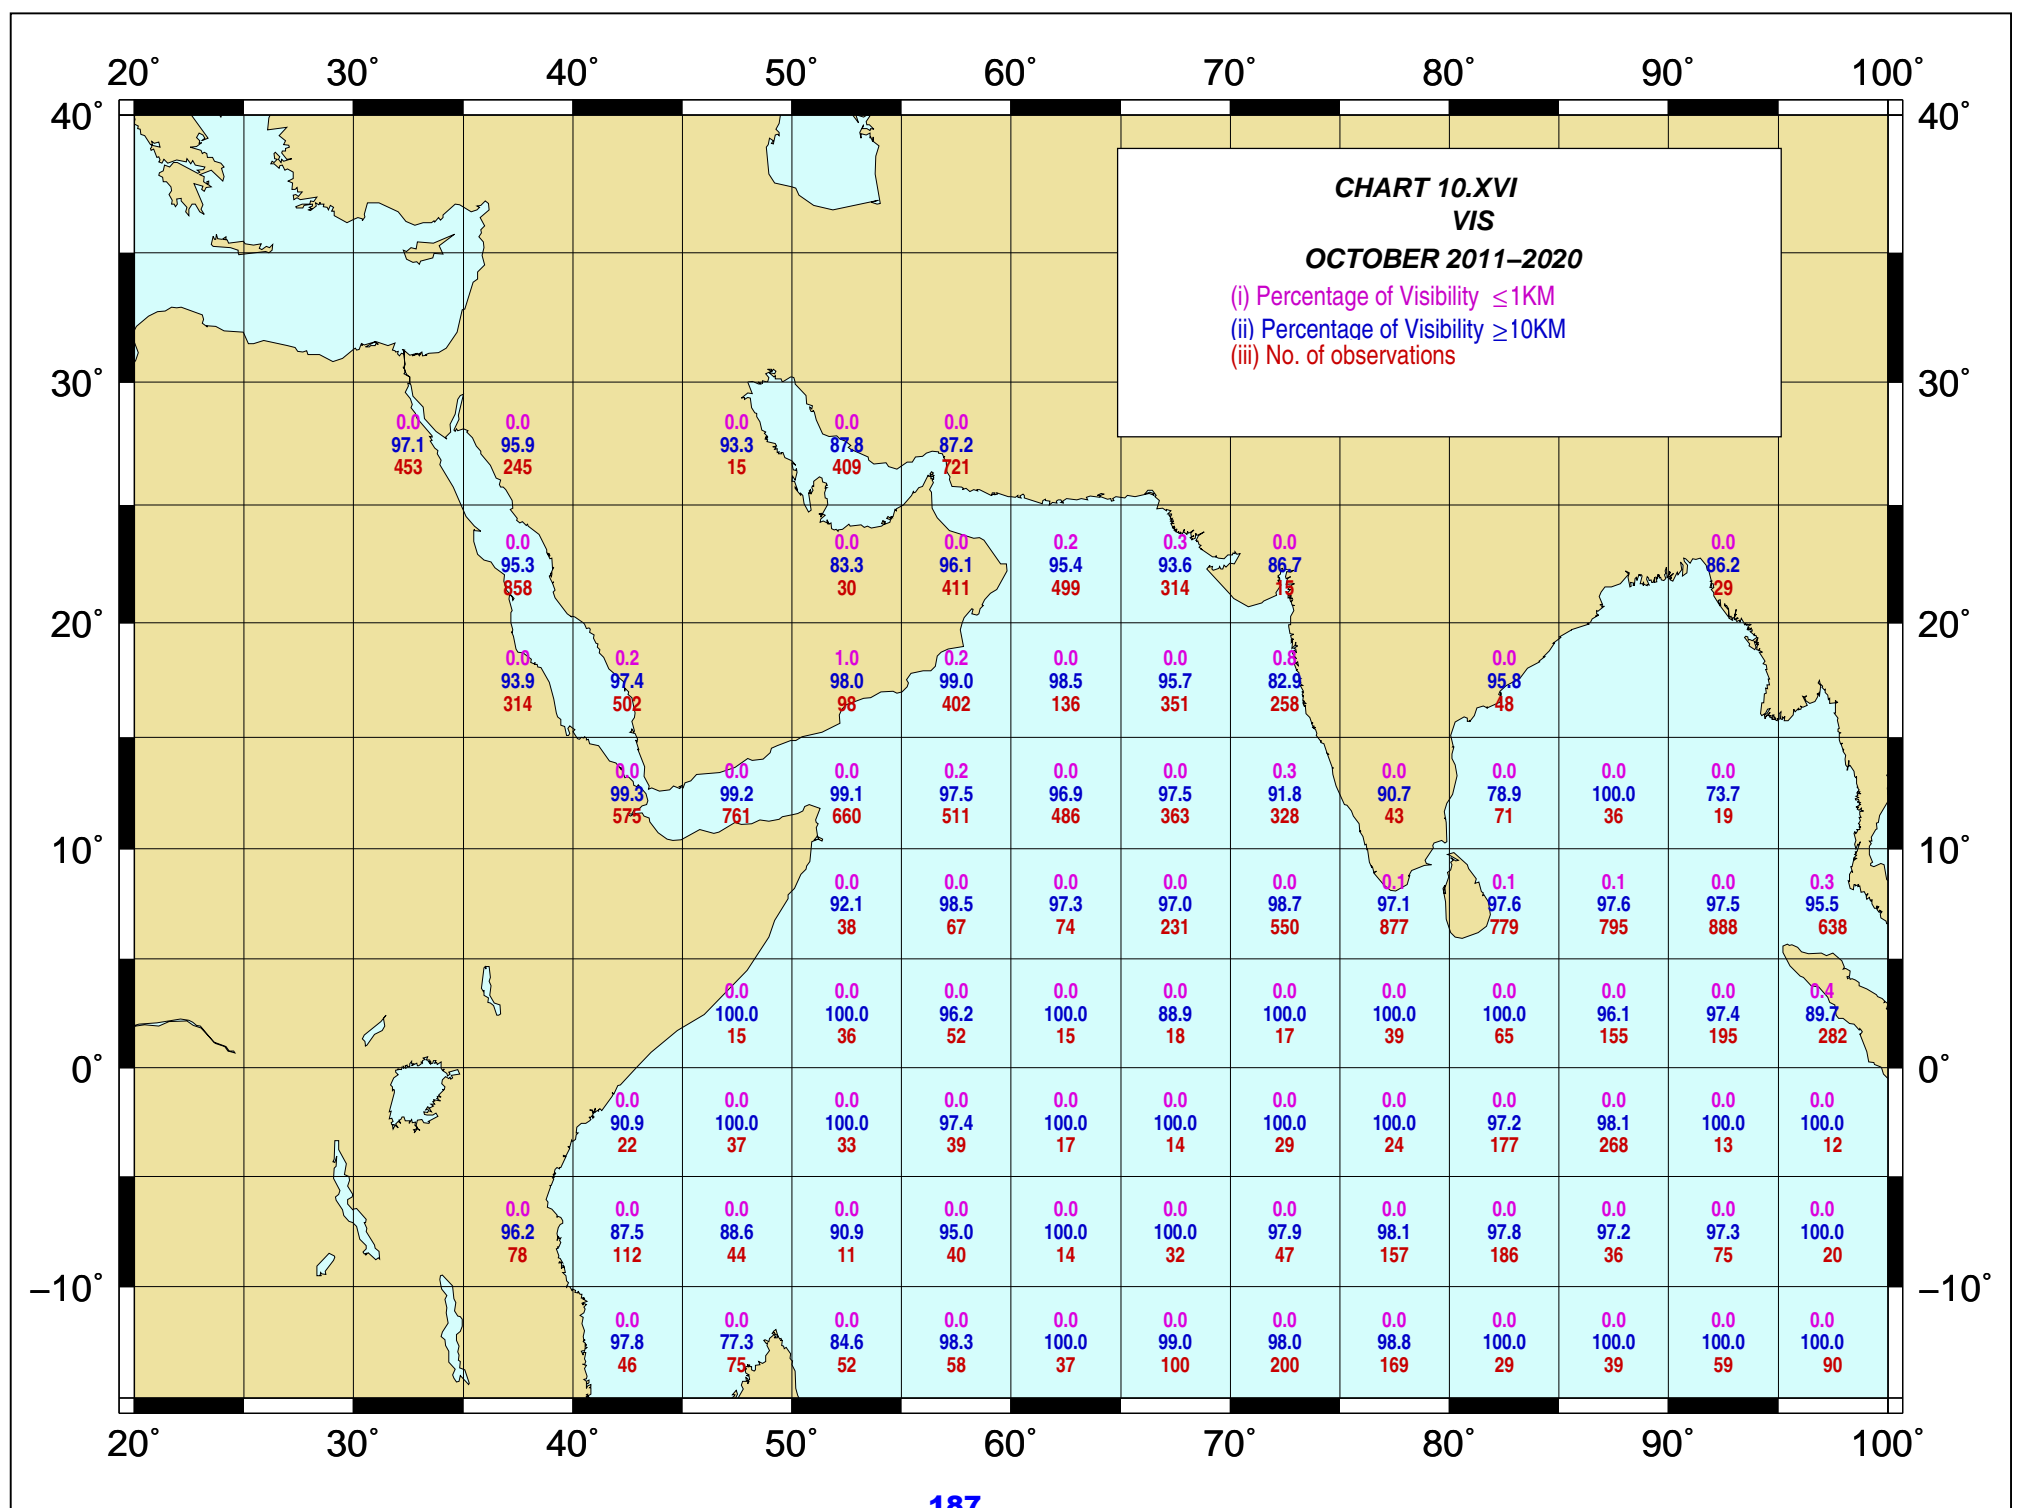 20° 30° 40° 50° 60° 70° 80° 90° 100°
40° 40°
CHART 10.XVI
VIS
OCTOBER 2011–2020
(i) Percentage of Visibility ≤1KM
(ii) Percentage of Visibility ≥10KM
(iii) No. of observations
30° 30°
0.0 0.0 0.0 0.0 0.0
97.1 95.9 93.3 87.8 87.2
453 245 15 409 721
0.0 0.0 0.0 0.2 0.3 0.0 0.0
95.3 83.3 96.1 95.4 93.6 86.7 86.2
858 30 411 499 314 15 29
20° 20°
0.0 0.2 1.0 0.2 0.0 0.0 0.8 0.0
93.9 97.4 98.0 99.0 98.5 95.7 82.9 95.8
314 502 98 402 136 351 258 48
0.0 0.0 0.0 0.2 0.0 0.0 0.3 0.0 0.0 0.0 0.0
99.3 99.2 99.1 97.5 96.9 97.5 91.8 90.7 78.9 100.0 73.7
575 761 660 511 486 363 328 43 71 36 19
10° 10°
0.0 0.0 0.0 0.0 0.0 0.1 0.1 0.1 0.0 0.3
92.1 98.5 97.3 97.0 98.7 97.1 97.6 97.6 97.5 95.5
38 67 74 231 550 877 779 795 888 638
0.0 0.0 0.0 0.0 0.0 0.0 0.0 0.0 0.0 0.0 0.4
100.0 100.0 96.2 100.0 88.9 100.0 100.0 100.0 96.1 97.4 89.7
15 36 52 15 18 17 39 65 155 195 282
0° 0°
0.0 0.0 0.0 0.0 0.0 0.0 0.0 0.0 0.0 0.0 0.0 0.0
90.9 100.0 100.0 97.4 100.0 100.0 100.0 100.0 97.2 98.1 100.0 100.0
22 37 33 39 17 14 29 24 177 268 13 12
0.0 0.0 0.0 0.0 0.0 0.0 0.0 0.0 0.0 0.0 0.0 0.0 0.0
96.2 87.5 88.6 90.9 95.0 100.0 100.0 97.9 98.1 97.8 97.2 97.3 100.0
78 112 44 11 40 14 32 47 157 186 36 75 20
–10° –10°
0.0 0.0 0.0 0.0 0.0 0.0 0.0 0.0 0.0 0.0 0.0 0.0
97.8 77.3 84.6 98.3 100.0 99.0 98.0 98.8 100.0 100.0 100.0 100.0
46 75 52 58 37 100 200 169 29 39 59 90
20° 30° 40° 50° 60° 70° 80° 90° 100°
187